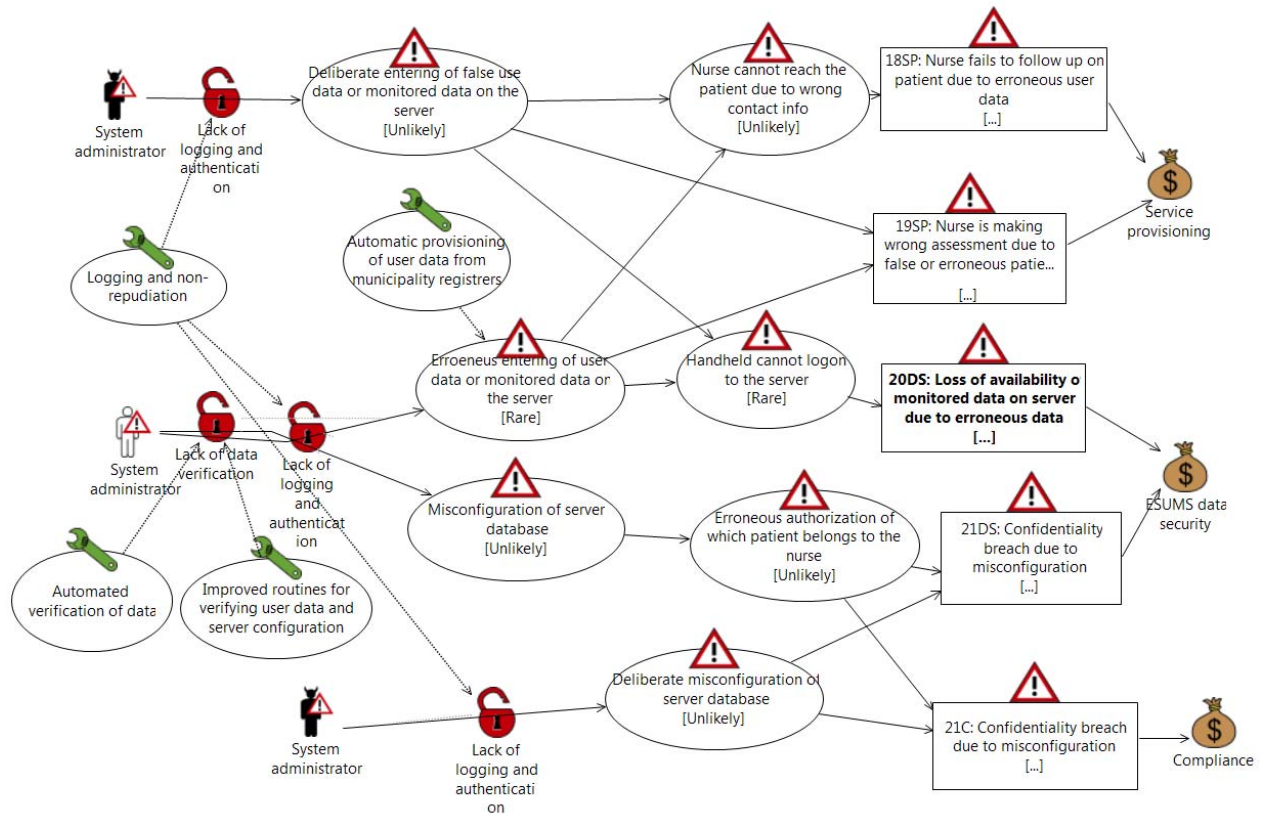 System
administrator
Lack of
logging and
authenticati
on
Deliberate entering of false use
data or monitored data on the
server
[Unlikely]
Nurse cannot reach the
patient due to wrong
contact info
[Unlikely]
18SP: Nurse fails to follow up on
patient due to erroneous user
data
[...]
Service
provisioning
Logging and non-
repudiation
Automatic provisioning
of user data from
municipality registrers
19SP: Nurse is making
wrong assessment due to
false or erroneous patie...
[...]
Erroeneus entering of user
data or monitored data on
the server
[Rare]
Handheld cannot logon
to the server
[Rare]
20DS: Loss of availability o
monitored data on server
due to erroneous data
[...]
System
administrator
Lack of data
verification
Lack of
logging and
authentication
ion
Misconfiguration of server
database
[Unlikely]
Erroneous authorization of
which patient belongs to the
nurse
[Unlikely]
21DS: Confidentiality
breach due to
misconfiguration
[...]
ESUMS data
security
Automated
verification of data
Improved routines for
verifying user data and
server configuration
System
administrator
Lack of
logging and
authenticati
on
Deliberate misconfiguration of
server database
[Unlikely]
21C: Confidentiality breach
due to misconfiguration
[...]
Compliance